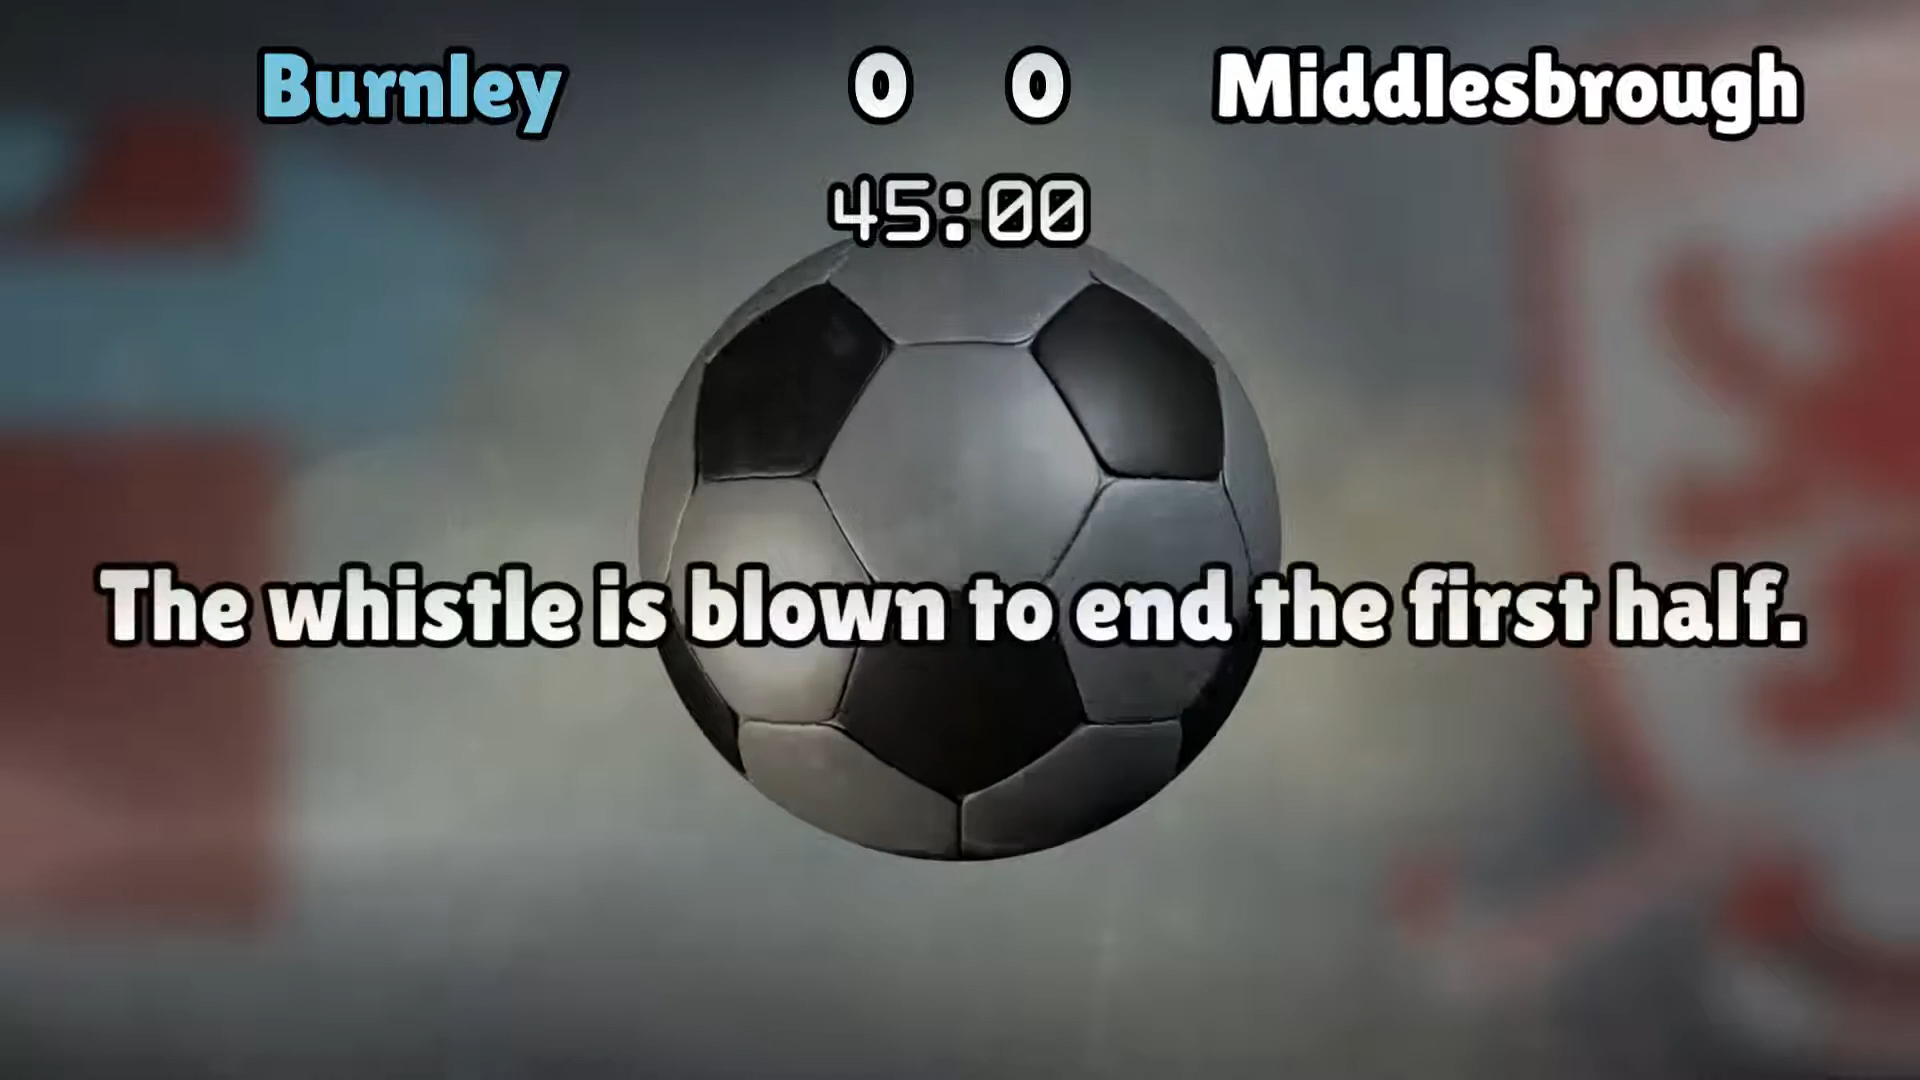 Burnley 0 0 Middlesbrough
45:00
The whistle is blown to end the first half.